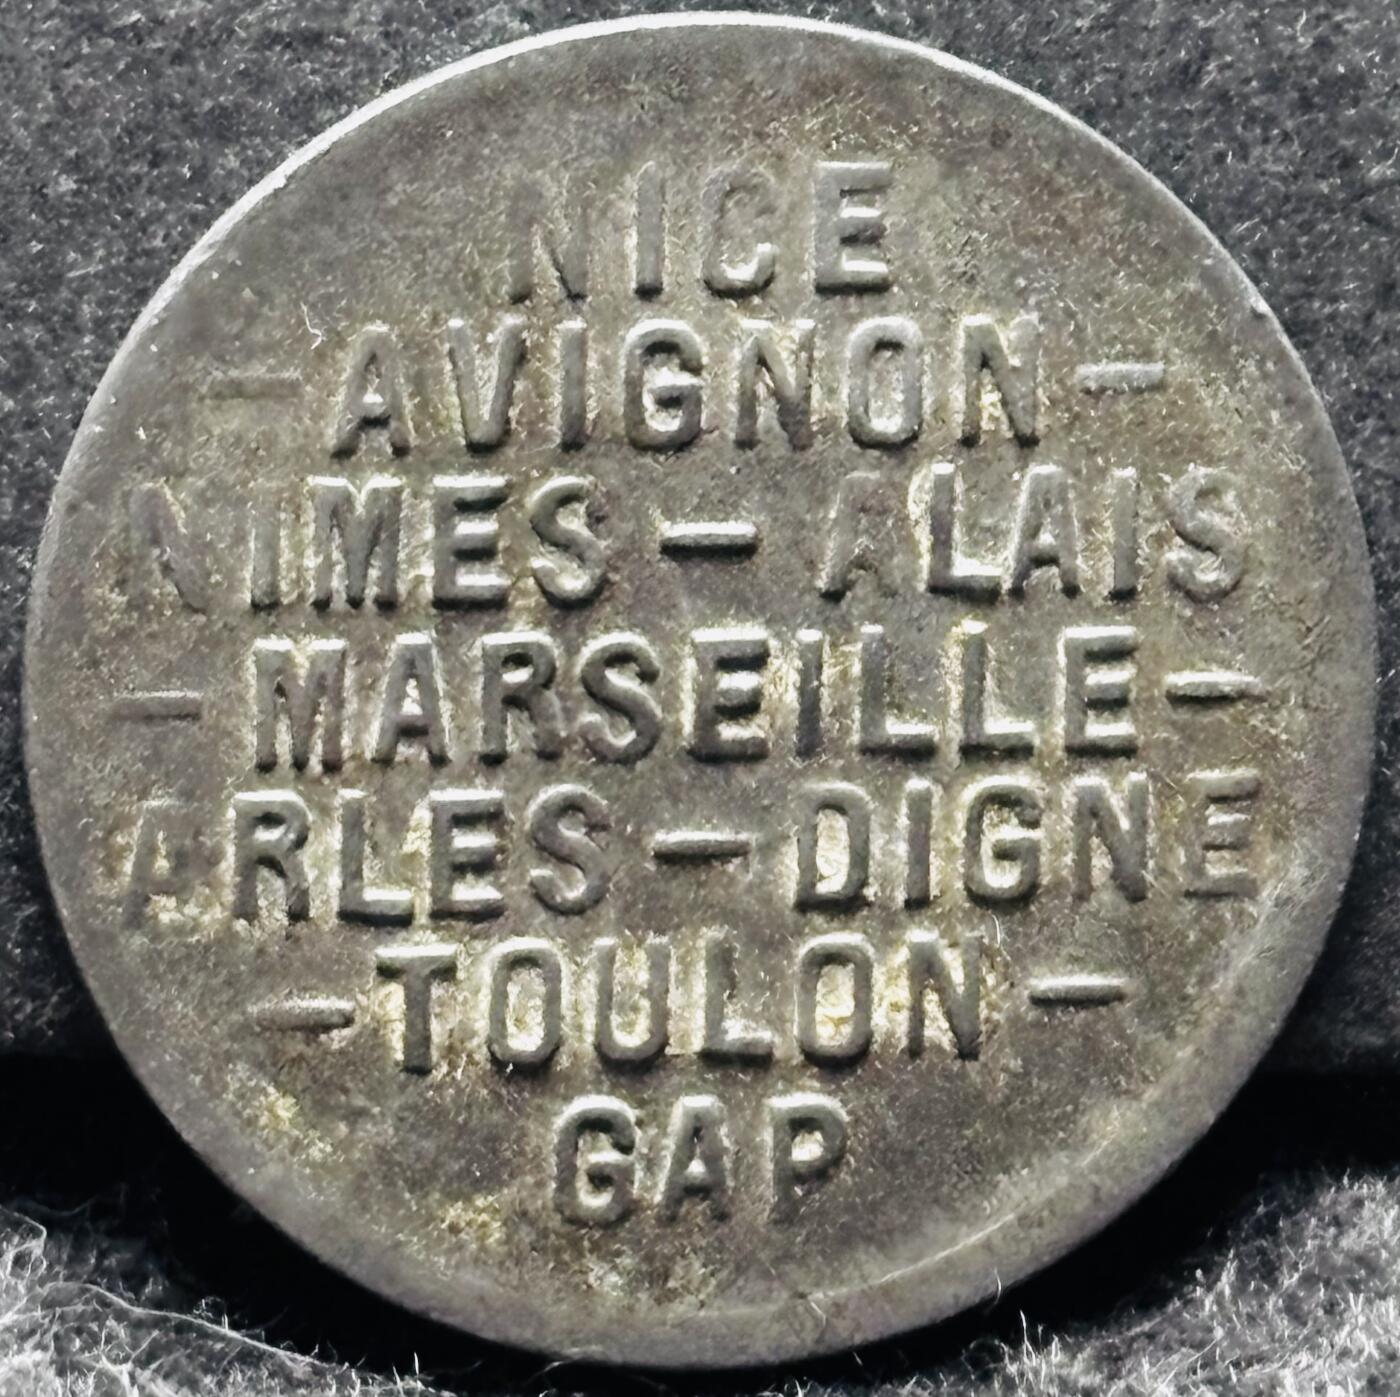 NICE
—AVIGNON—
NIMES—ALAIS
—MARSEILLE—
ARLES—DIGNE
—TOULON—
GAP